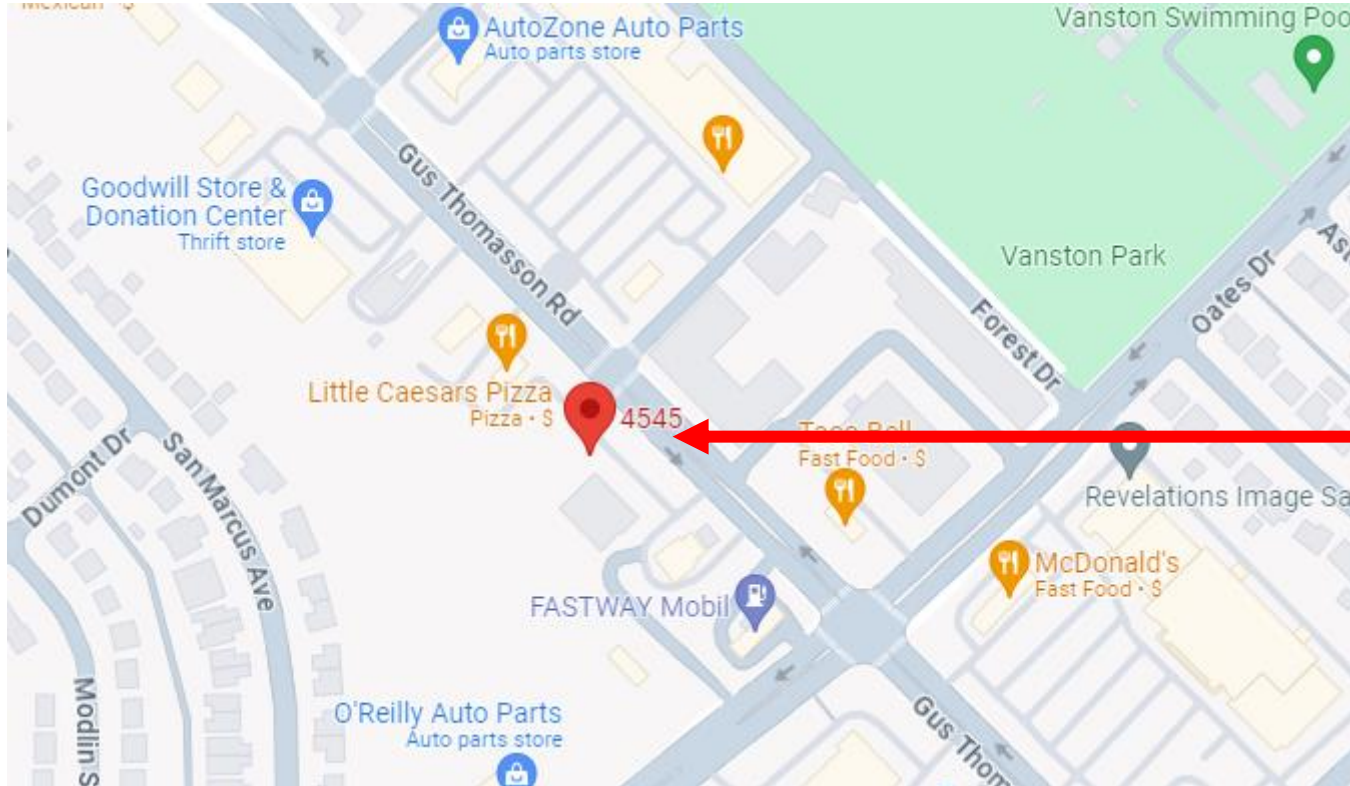 Mexican · $
AutoZone Auto Parts
Auto parts store
Vanston Swimming Poo
Goodwill Store &
Donation Center
Thrift store
Gus Thomasson Rd
Vanston Park
Oates Dr
Forest Dr
Little Caesars Pizza
Pizza · $
4545
Taco Bell
Fast Food · $
Dumont Dr
San Marcus Ave
Revelations Image Sa
McDonald's
Fast Food · $
FASTWAY Mobil
Modlin S
O'Reilly Auto Parts
Auto parts store
Gus Thom